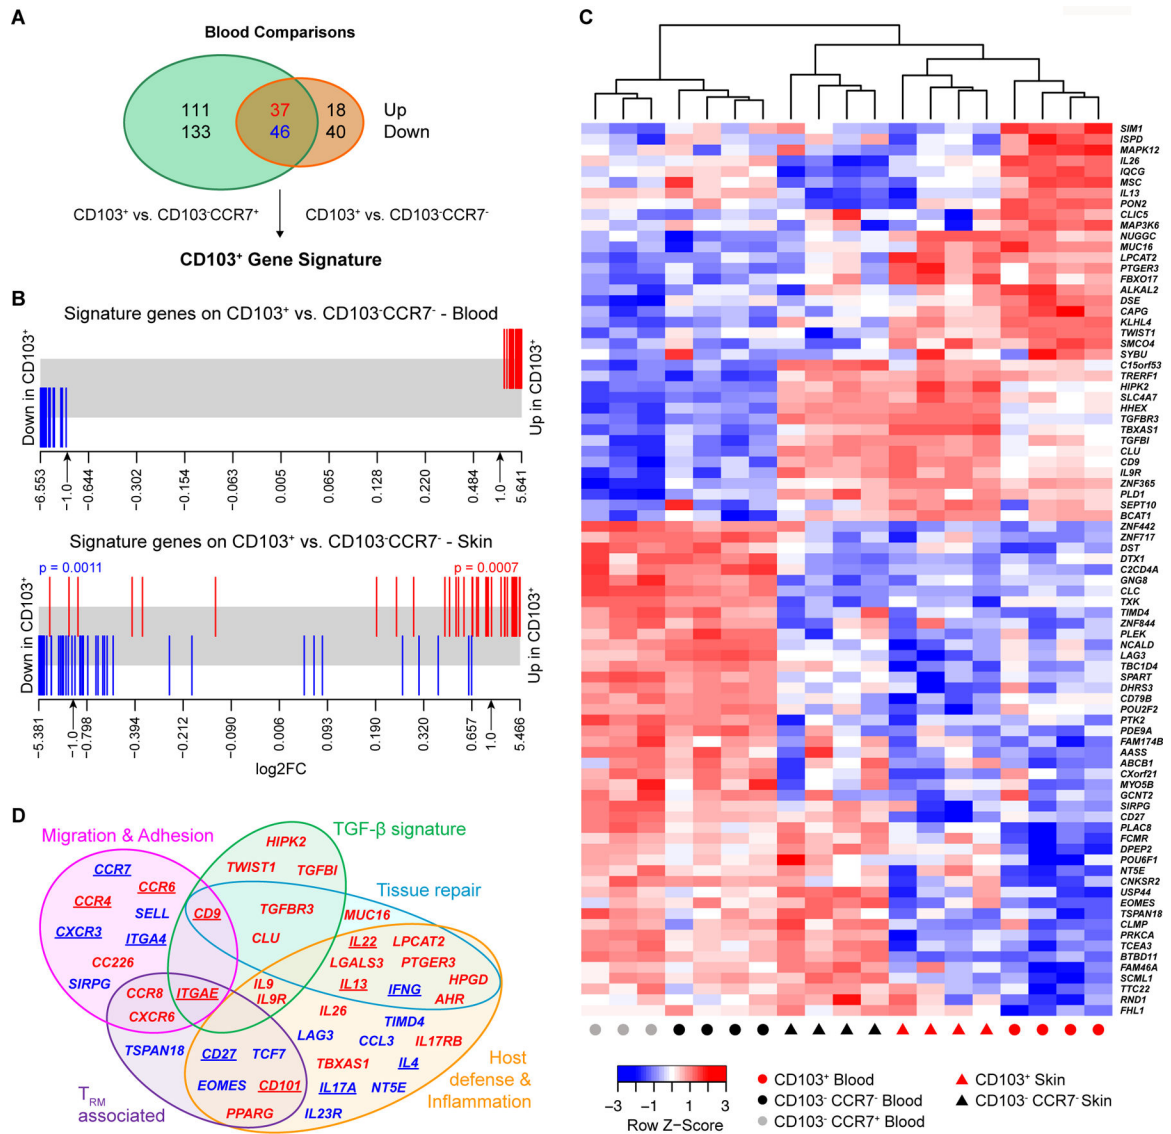 A
Blood Comparisons
111 37 18 Up
133 46 40 Down
CD103+ vs. CD103-CCR7+ CD103+ vs. CD103-CCR7-
CD103+ Gene Signature
B
Signature genes on CD103+ vs. CD103-CCR7- - Blood
Down in CD103+
Up in CD103+
−6.553 −1.0 −0.644 −0.302 −0.154 −0.063 0.005 0.065 0.128 0.220 0.484 1.0 5.641
Signature genes on CD103+ vs. CD103-CCR7- - Skin
p = 0.0011 p = 0.0007
Down in CD103+
Up in CD103+
−5.381 −1.0 −0.798 −0.394 −0.212 −0.090 0.006 0.093 0.190 0.320 0.657 1.0 5.466
log2FC
C
SIM1
ISPD
MAPK12
IL26
IQCG
MSC
IL13
PON2
CLIC5
MAP3K6
NUGGC
MUC16
LPCAT2
PTGER3
FBXO17
ALKAL2
DSE
CAPG
KLHL4
TWIST1
SMCO4
SYBU
C15orf53
TRERF1
HIPK2
SLC4A7
HHEX
TGFBR3
TBXAS1
TGFBI
CLU
CD9
IL9R
ZNF365
PLD1
SEPT10
BCAT1
ZNF442
ZNF717
DST
DTX1
C2CD4A
GNG8
CLC
TXK
TIMD4
ZNF844
PLEK
NCALD
LAG3
TBC1D4
SPART
DHRS3
CD79B
POU2F2
PTK2
PDE9A
FAM174B
AASS
ABCB1
CXorf21
MYO5B
GCNT2
SIRPG
CD27
PLAC8
FCMR
DPEP2
POU6F1
NT5E
CNKSR2
USP44
EOMES
TSPAN18
CLMP
PRKCA
TCEA3
BTBD11
FAM46A
SCML1
TTC22
RND1
FHL1
−3 −1 1 3
Row Z−Score
CD103+ Blood
CD103- CCR7- Blood
CD103- CCR7+ Blood
CD103+ Skin
CD103- CCR7- Skin
D
Migration & Adhesion
TGF-β signature
Tissue repair
Host
defense &
Inflammation
TRM
associated
HIPK2
TWIST1 TGFBI
CCR7
CCR6
CCR4
SELL
CD9
TGFBR3
MUC16
CXCR3
ITGA4
CLU
IL22 LPCAT2
CC226
LGALS3 PTGER3
SIRPG
IL13 IFNG HPGD
AHR
CCR8 ITGAE
IL9
IL9R
CXCR6
IL26
TIMD4
LAG3
CCL3 IL17RB
TSPAN18
CD27 TCF7
TBXAS1
IL4
EOMES CD101
IL17A NT5E
PPARG
IL23R